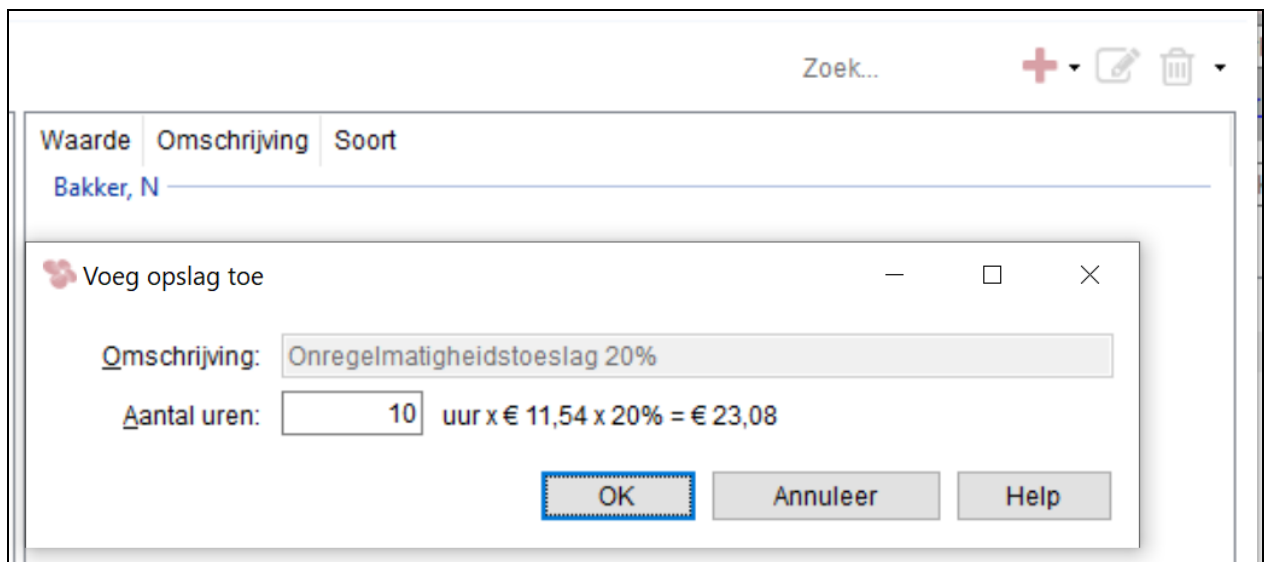 Zoek...
Waarde Omschrijving Soort
Bakker, N
Voeg opslag toe
Omschrijving: Onregelmatigheidstoeslag 20%
Aantal uren: 10 uur x € 11,54 x 20% = € 23,08
OK Annuleer Help